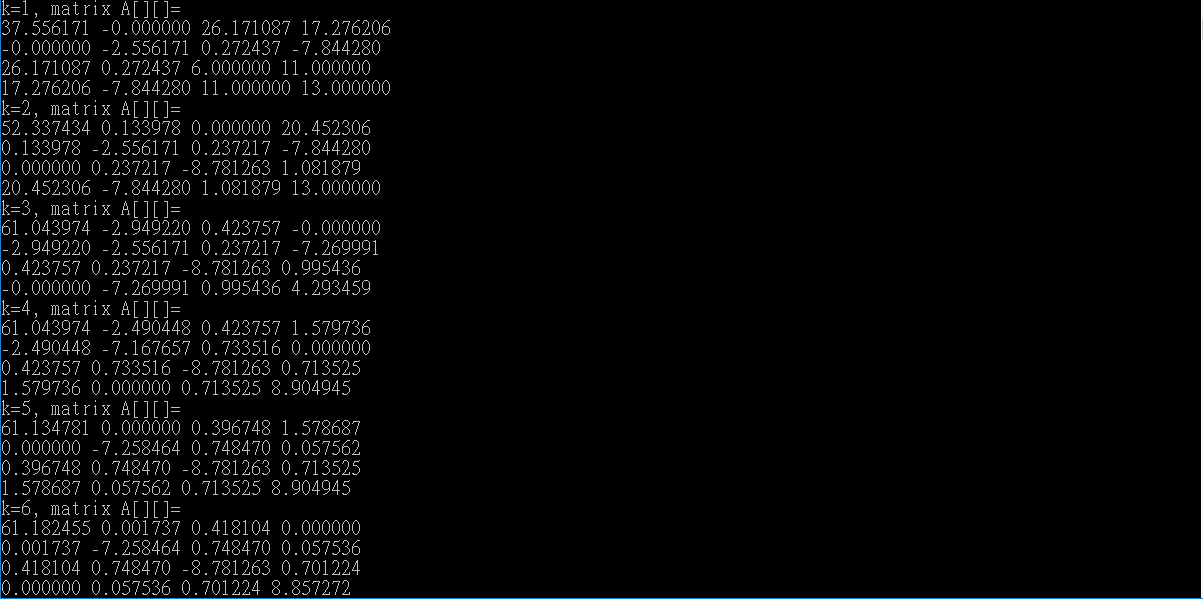 k=1, matrix A[][]=
37.556171 -0.000000 26.171087 17.276206
-0.000000 -2.556171 0.272437 -7.844280
26.171087 0.272437 6.000000 11.000000
17.276206 -7.844280 11.000000 13.000000
k=2, matrix A[][]=
52.337434 0.133978 0.000000 20.452306
0.133978 -2.556171 0.237217 -7.844280
0.000000 0.237217 -8.781263 1.081879
20.452306 -7.844280 1.081879 13.000000
k=3, matrix A[][]=
61.043974 -2.949220 0.423757 -0.000000
-2.949220 -2.556171 0.237217 -7.269991
0.423757 0.237217 -8.781263 0.995436
-0.000000 -7.269991 0.995436 4.293459
k=4, matrix A[][]=
61.043974 -2.490448 0.423757 1.579736
-2.490448 -7.167657 0.733516 0.000000
0.423757 0.733516 -8.781263 0.713525
1.579736 0.000000 0.713525 8.904945
k=5, matrix A[][]=
61.134781 0.000000 0.396748 1.578687
0.000000 -7.258464 0.748470 0.057562
0.396748 0.748470 -8.781263 0.713525
1.578687 0.057562 0.713525 8.904945
k=6, matrix A[][]=
61.182455 0.001737 0.418104 0.000000
0.001737 -7.258464 0.748470 0.057536
0.418104 0.748470 -8.781263 0.701224
0.000000 0.057536 0.701224 8.857272